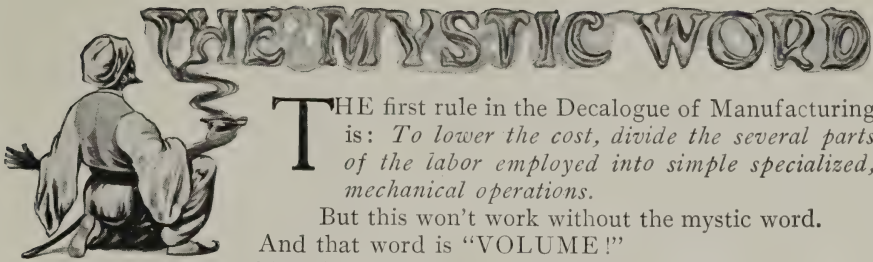 THE MYSTIC WORD
THE first rule in the Decalogue of Manufacturing
is: To lower the cost, divide the several parts
of the labor employed into simple specialized,
mechanical operations.
But this won't work without the mystic word.
And that word is "VOLUME!"